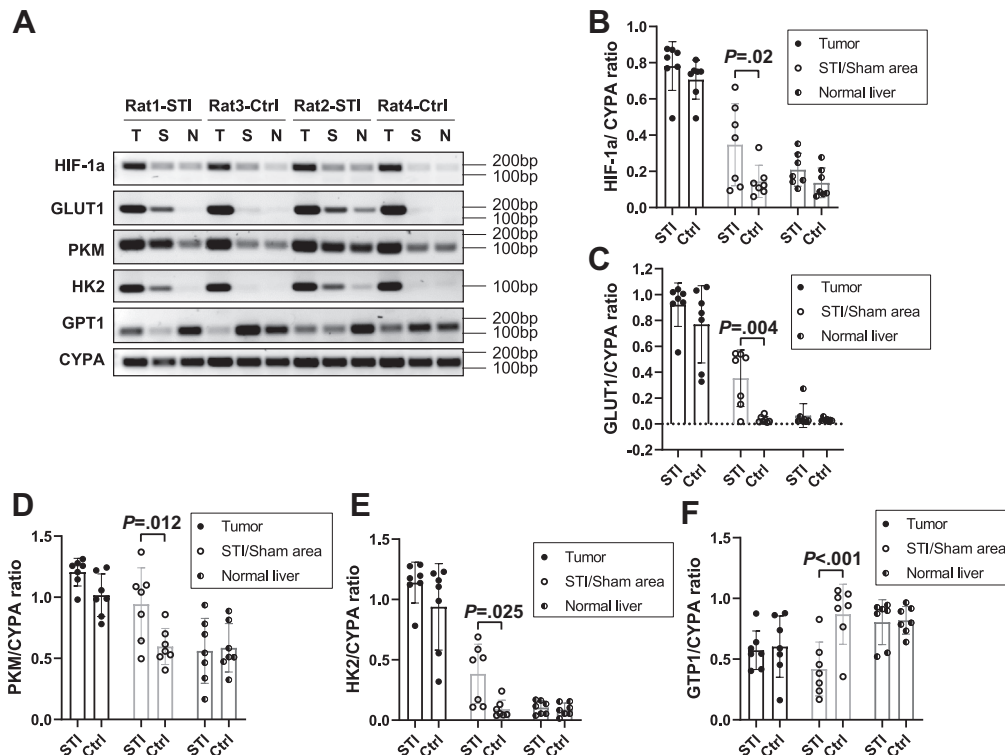 A
Rat1-STI Rat3-Ctrl Rat2-STI Rat4-Ctrl
T S N T S N T S N T S N
HIF-1a 200bp
100bp
GLUT1 200bp
100bp
PKM 200bp
100bp
HK2 100bp
GPT1 200bp
100bp
CYPA 200bp
100bp
B
HIF-1a/ CYPA ratio
1.0
0.8
0.6
0.4
0.2
0.0
P=.02
Tumor
STI/Sham area
Normal liver
STI Ctrl STI Ctrl STI Ctrl
C
GLUT1/CYPA ratio
1.2
1.0
0.8
0.6
0.4
0.2
0.0
-0.2
P=.004
Tumor
STI/Sham area
Normal liver
STI Ctrl STI Ctrl STI Ctrl
D
PKM/CYPA ratio
1.5
1.0
0.5
0.0
P=.012
Tumor
STI/Sham area
Normal liver
STI Ctrl STI Ctrl STI Ctrl
E
HK2/CYPA ratio
1.5
1.0
0.5
0.0
P=.025
Tumor
STI/Sham area
Normal liver
STI Ctrl STI Ctrl STI Ctrl
F
GTP1/CYPA ratio
1.5
1.0
0.5
0.0
P<.001
Tumor
STI/Sham area
Normal liver
STI Ctrl STI Ctrl STI Ctrl